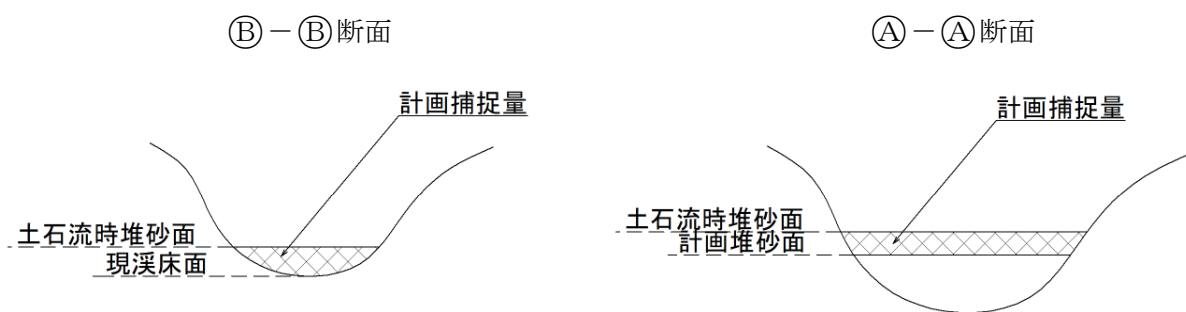 Ⓑ－Ⓑ断面
計画捕捉量
土石流時堆砂面
現渓床面
Ⓐ－Ⓐ断面
計画捕捉量
土石流時堆砂面
計画堆砂面